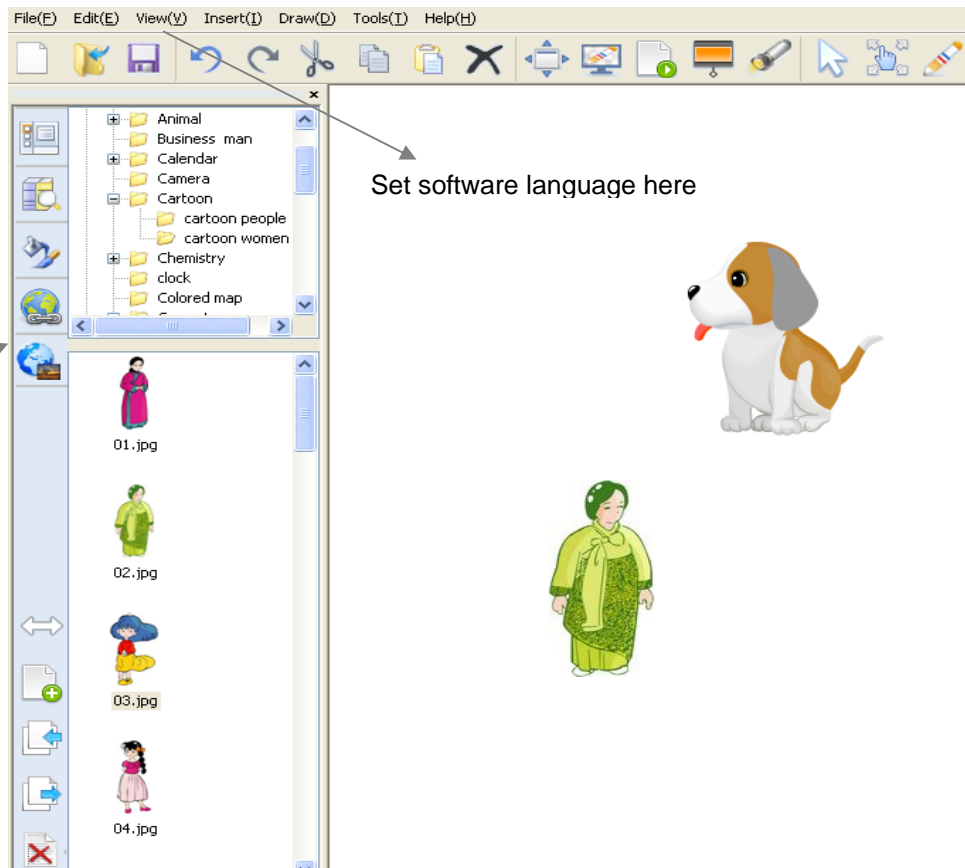 File(F) Edit(E) View(V) Insert(I) Draw(D) Tools(T) Help(H)
Animal
Business man
Calendar
Camera
Cartoon
cartoon people
cartoon women
Chemistry
clock
Colored map
Set software language here
01.jpg
02.jpg
03.jpg
04.jpg